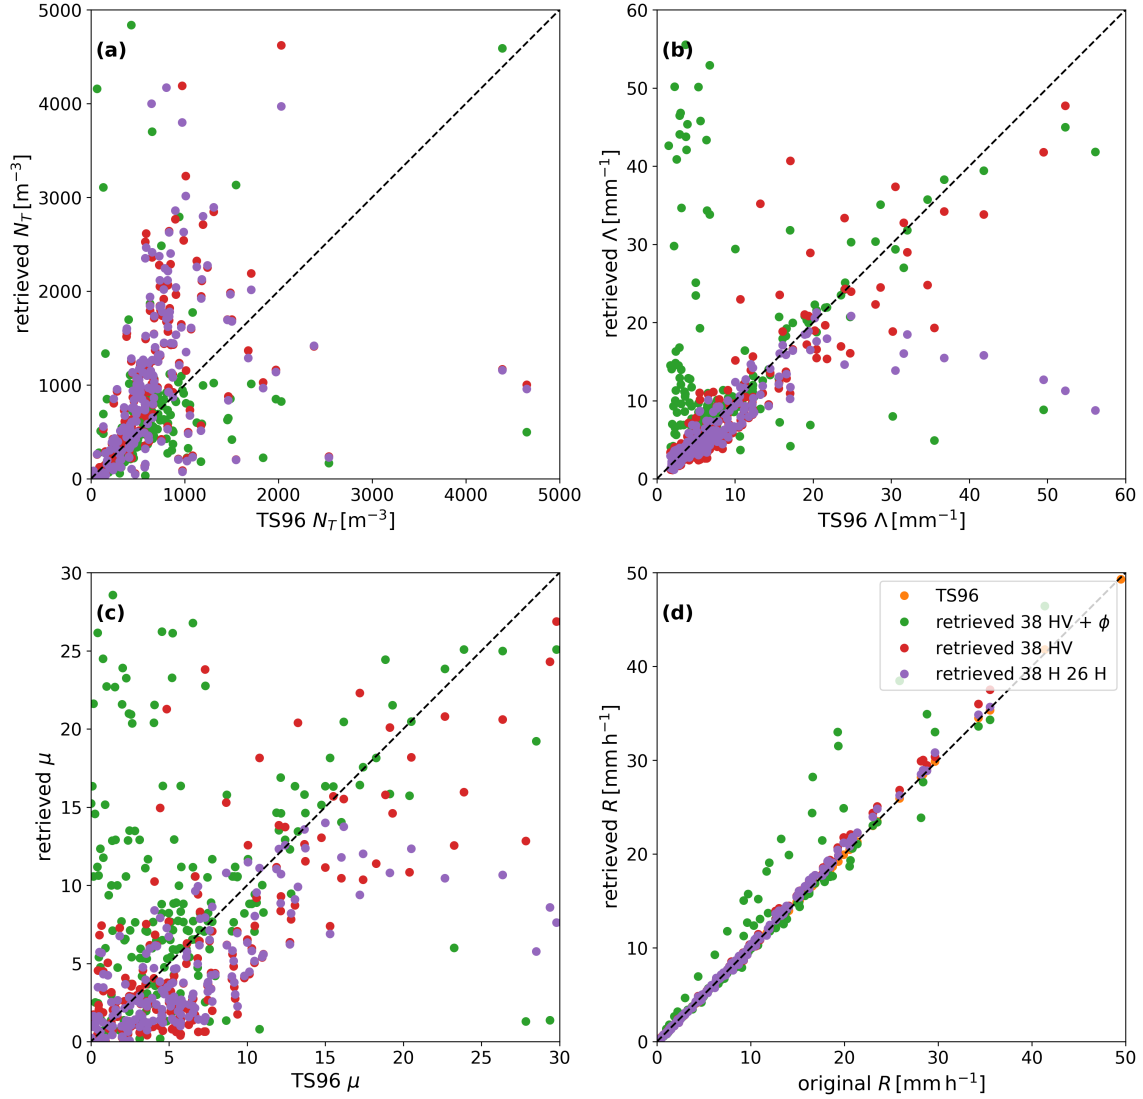 (a)
5000
4000
3000
2000
1000
0
retrieved N_T [m⁻³]
0 1000 2000 3000 4000 5000
TS96 N_T [m⁻³]
(b)
60
50
40
30
20
10
0
retrieved Λ [mm⁻¹]
0 10 20 30 40 50 60
TS96 Λ [mm⁻¹]
(c)
30
25
20
15
10
5
0
retrieved μ
0 5 10 15 20 25 30
TS96 μ
(d)
50
40
30
20
10
0
retrieved R [mm h⁻¹]
TS96
retrieved 38 HV + ϕ
retrieved 38 HV
retrieved 38 H 26 H
0 10 20 30 40 50
original R [mm h⁻¹]